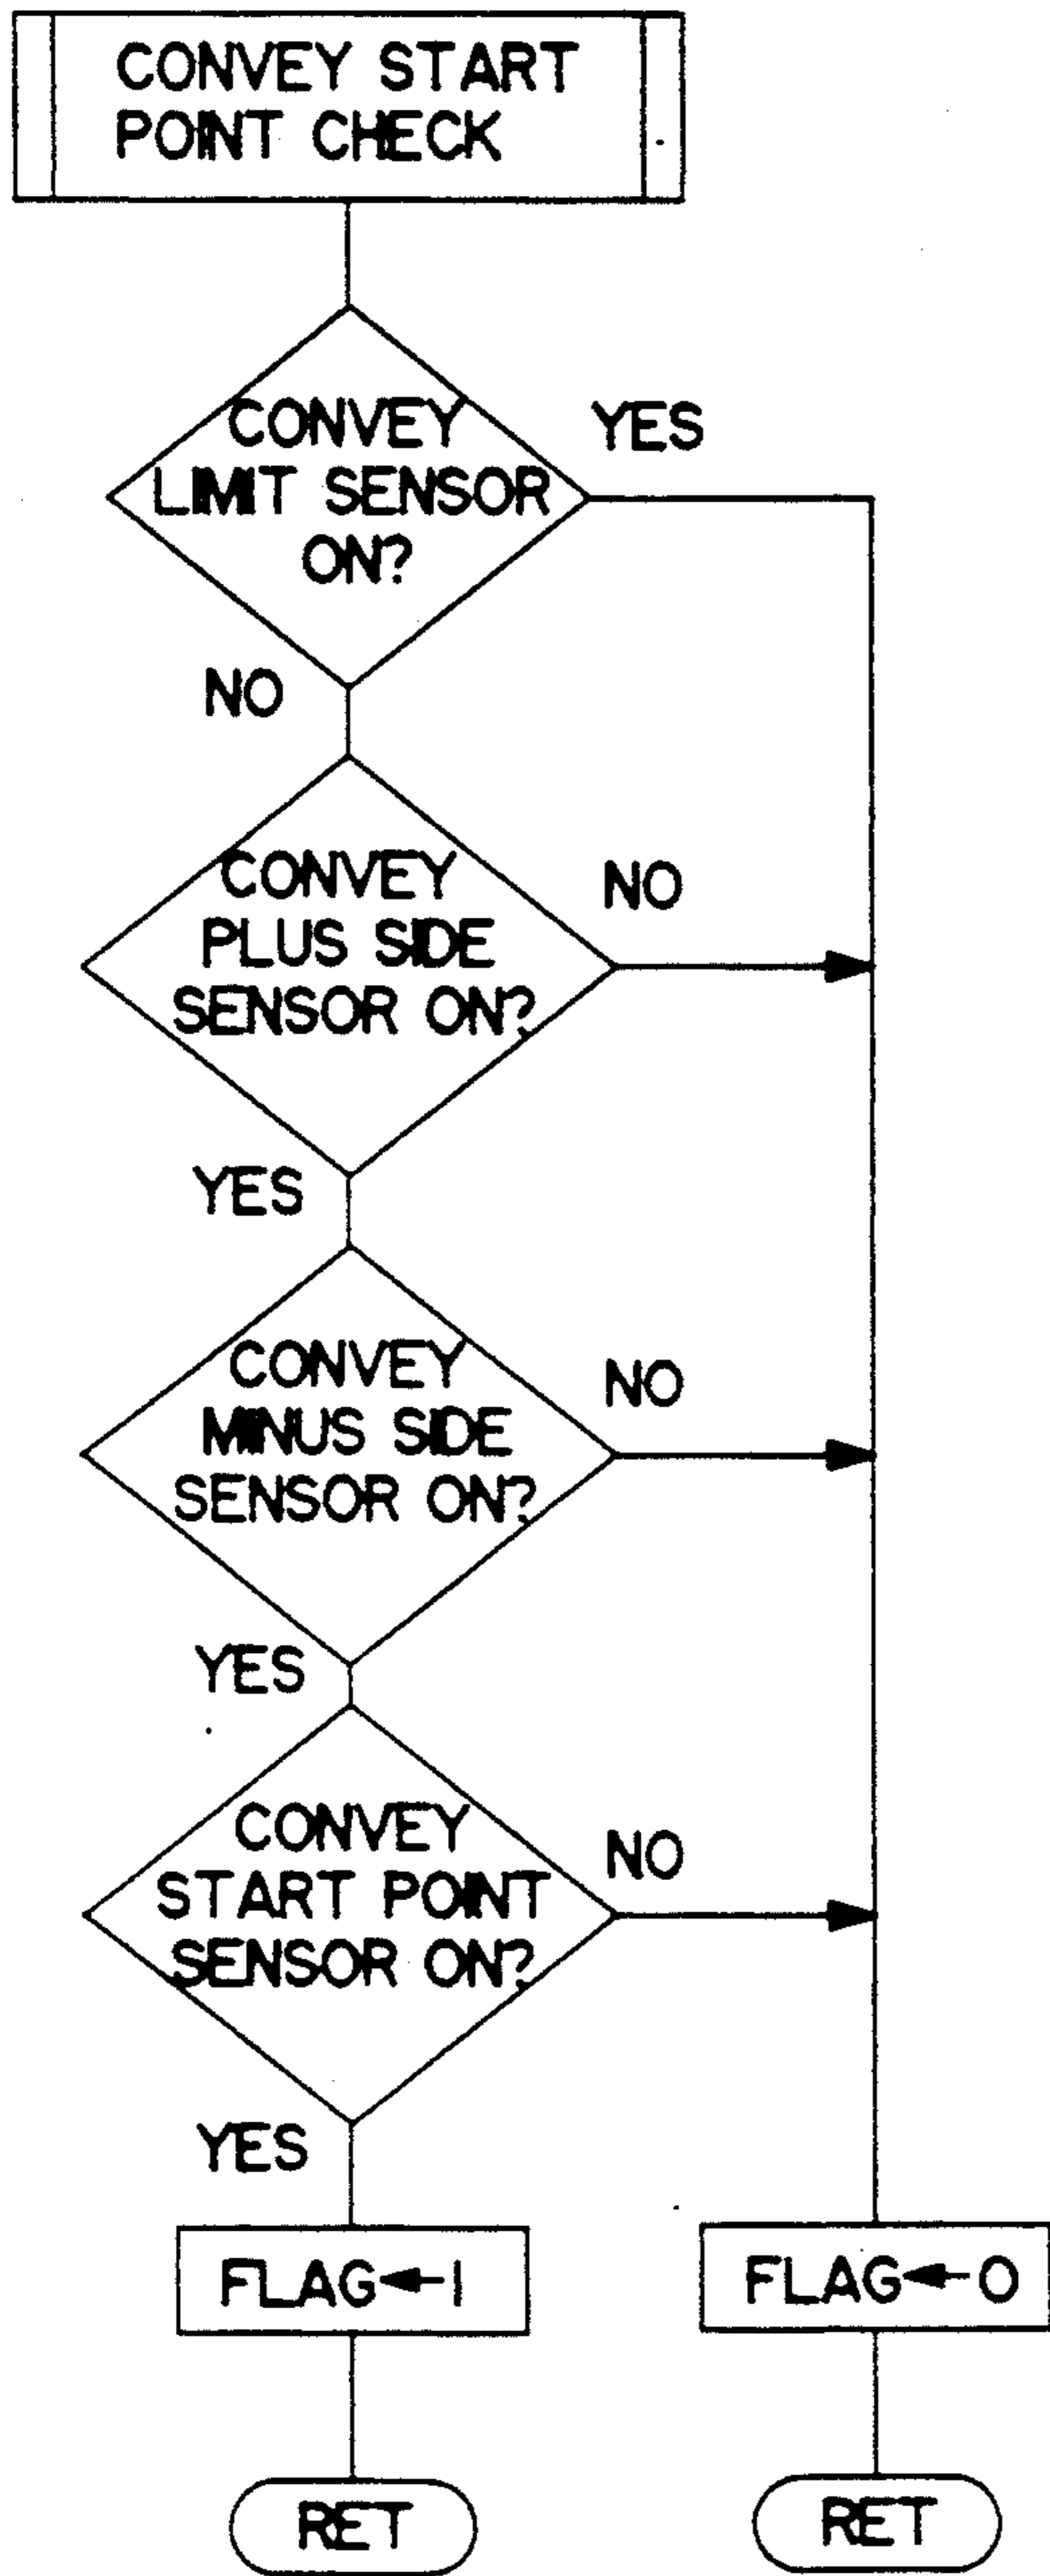 CONVEY START
POINT CHECK
CONVEY
LIMIT SENSOR
ON?
YES
NO
CONVEY
PLUS SIDE
SENSOR ON?
NO
YES
CONVEY
MINUS SIDE
SENSOR ON?
NO
YES
CONVEY
START POINT
SENSOR ON?
NO
YES
FLAG←1
FLAG←0
RET
RET